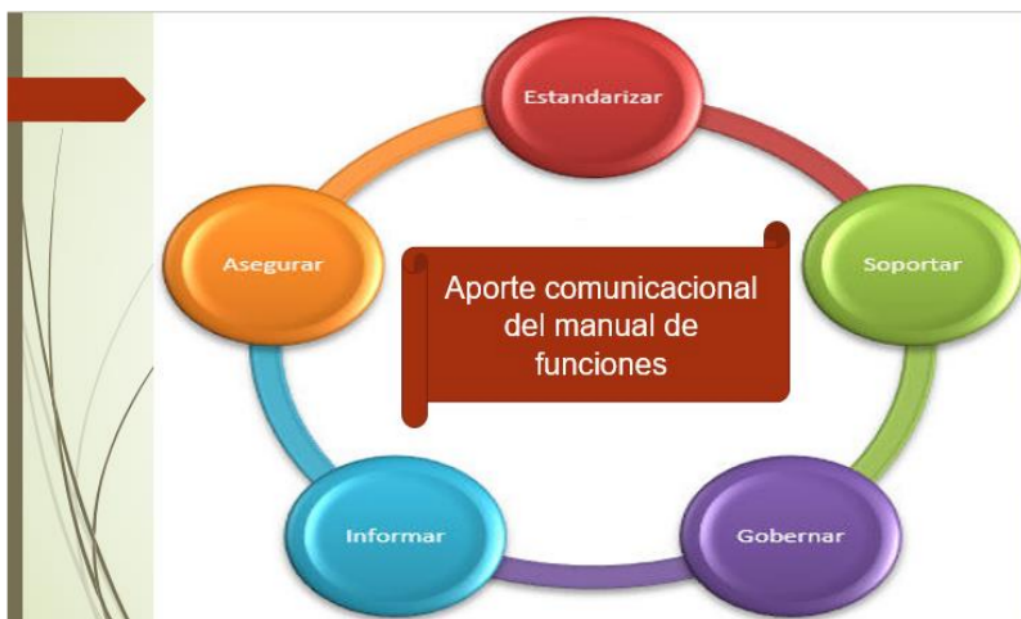 Estandarizar
Asegurar
Soportar
Aporte comunicacional
del manual de
funciones
Informar
Gobernar